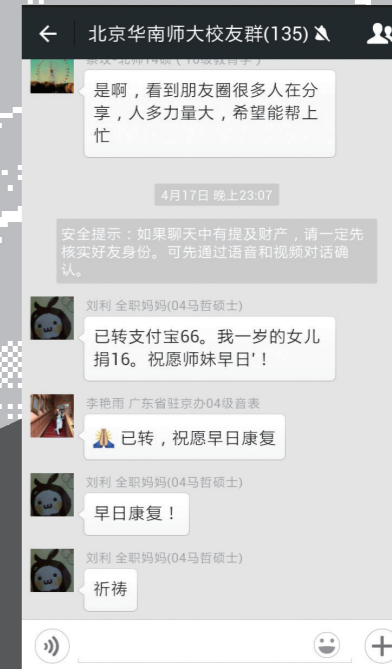 北京华南师大校友群(135)
是啊，看到朋友圈很多人在分
享，人多力量大，希望能帮上
忙
4月17日 晚上23:07
安全提示：如果聊天中有提及财产，请一定先
核实好友身份。可先通过语音和视频对话确
认。
刘利 全职妈妈(04马哲硕士)
已转支付宝66。我一岁的女儿
捐16。祝愿师妹早日'！
李艳雨 广东省驻京办04级音表
🙏 已转，祝愿早日康复
刘利 全职妈妈(04马哲硕士)
早日康复！
刘利 全职妈妈(04马哲硕士)
祈祷